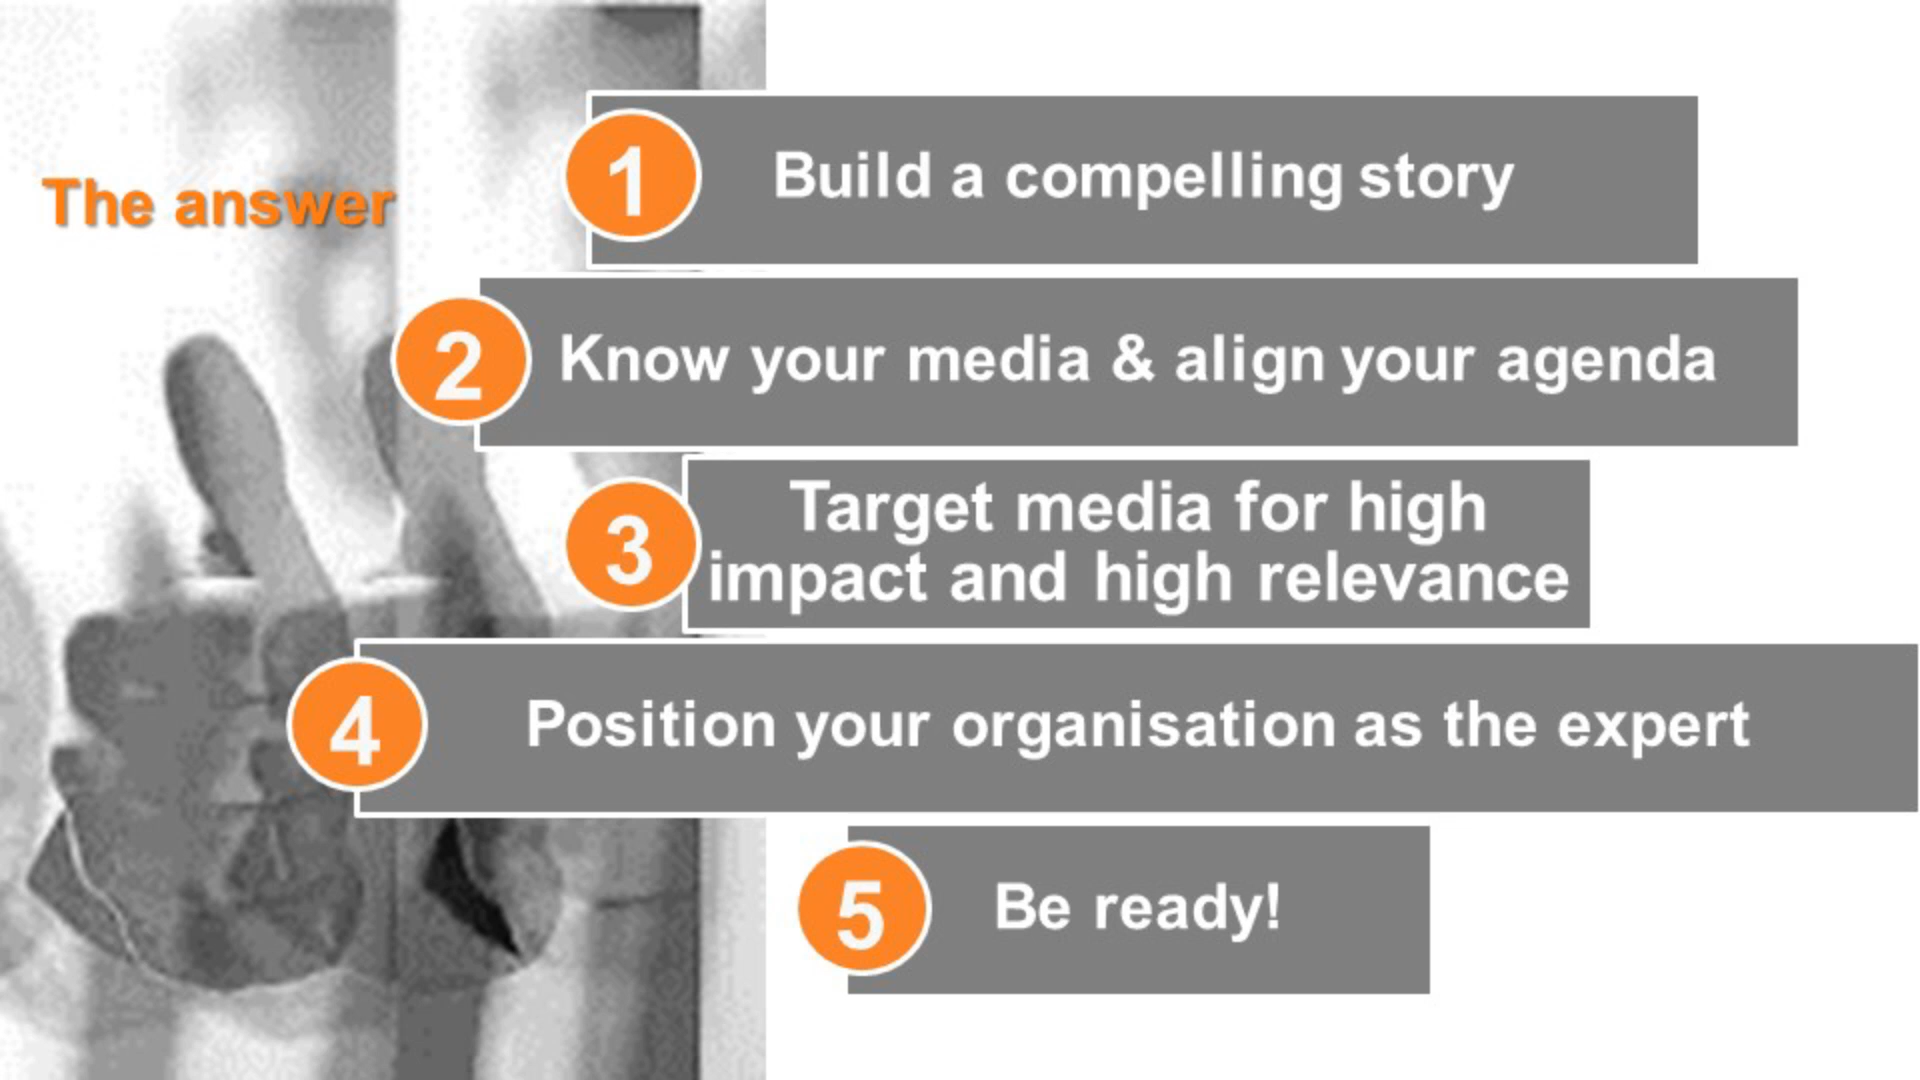 The answer
1
Build a compelling story
2
Know your media & align your agenda
3
Target media for high
impact and high relevance
4
Position your organisation as the expert
5
Be ready!